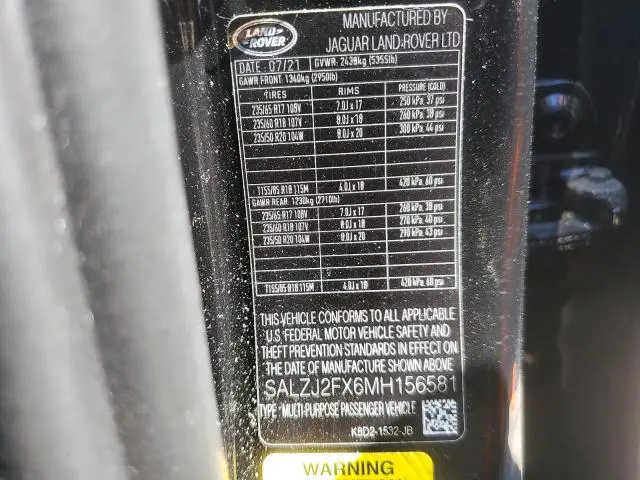 LAND-
ROVER
MANUFACTURED BY
JAGUAR LAND-ROVER LTD
DATE 07/21 GVWR: 2430kg (5355lb)
GAWR FRONT: 1340kg (2950lb)
TIRES RIMS PRESSURE (COLD)
235/65 R17 108V 7.0J x 17 250 kPa, 37 psi
235/60 R18 107V 8.0J x 18 260 kPa, 38 psi
235/50 R20 104W 8.0J x 20 300 kPa, 44 psi
T155/85 R18 115M 4.0J x 18 420 kPa, 60 psi
GAWR REAR: 1230kg (2710lb)
235/65 R17 108V 7.0J x 17 260 kPa, 38 psi
235/60 R18 107V 8.0J x 18 270 kPa, 40 psi
235/50 R20 104W 8.0J x 20 290 kPa, 43 psi
T155/85 R18 115M 4.0J x 18 420 kPa, 60 psi
THIS VEHICLE CONFORMS TO ALL APPLICABLE
U.S. FEDERAL MOTOR VEHICLE SAFETY AND
THEFT PREVENTION STANDARDS IN EFFECT ON
THE DATE OF MANUFACTURE SHOWN ABOVE
SALZJ2FX6MH156581
TYPE: MULTI-PURPOSE PASSENGER VEHICLE
K8D2-1532-JB
WARNING